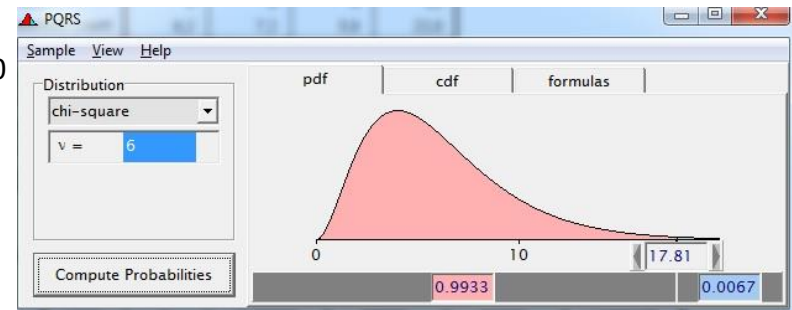 PQRS
Sample View Help
Distribution
chi-square
ν = 6
Compute Probabilities
pdf cdf formulas
0 10
17.81
0.9933 0.0067